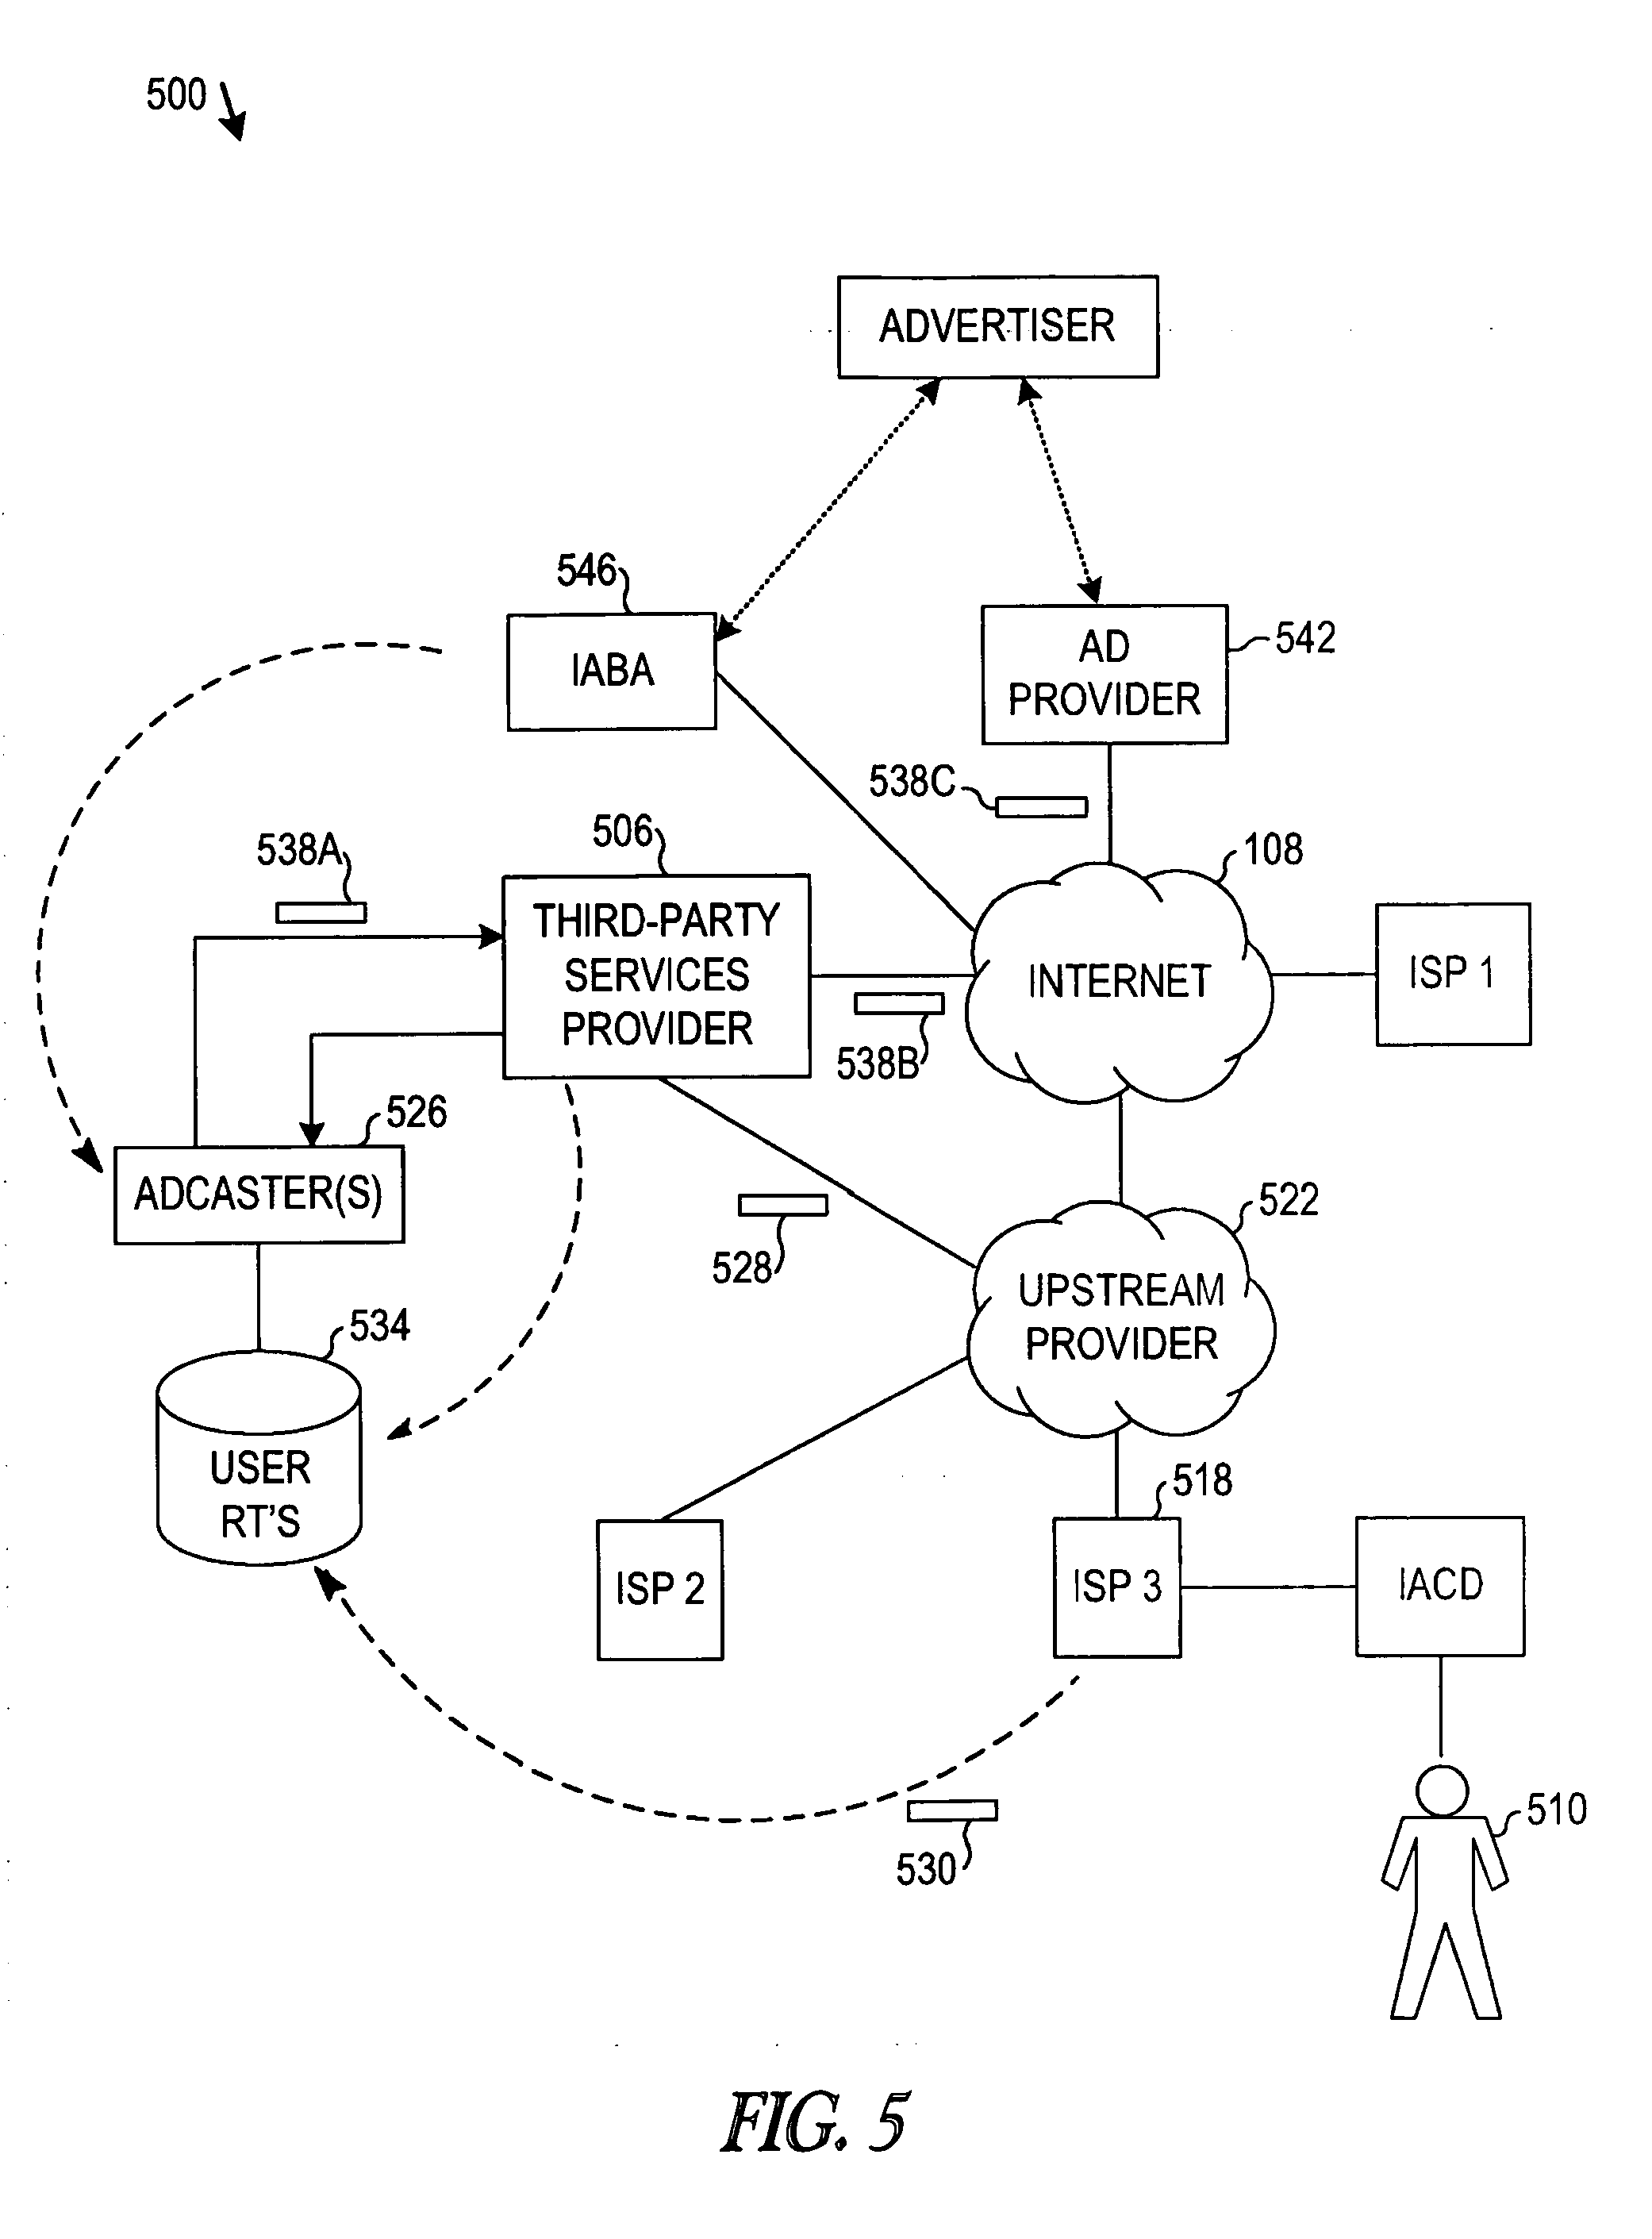 500
ADVERTISER
546
IABA
AD
PROVIDER
542
538C
506
538A
108
THIRD-PARTY
SERVICES
PROVIDER
INTERNET
ISP 1
538B
526
ADCASTER(S)
522
528
UPSTREAM
PROVIDER
534
USER
RT'S
518
ISP 2
ISP 3
IACD
510
530
FIG. 5